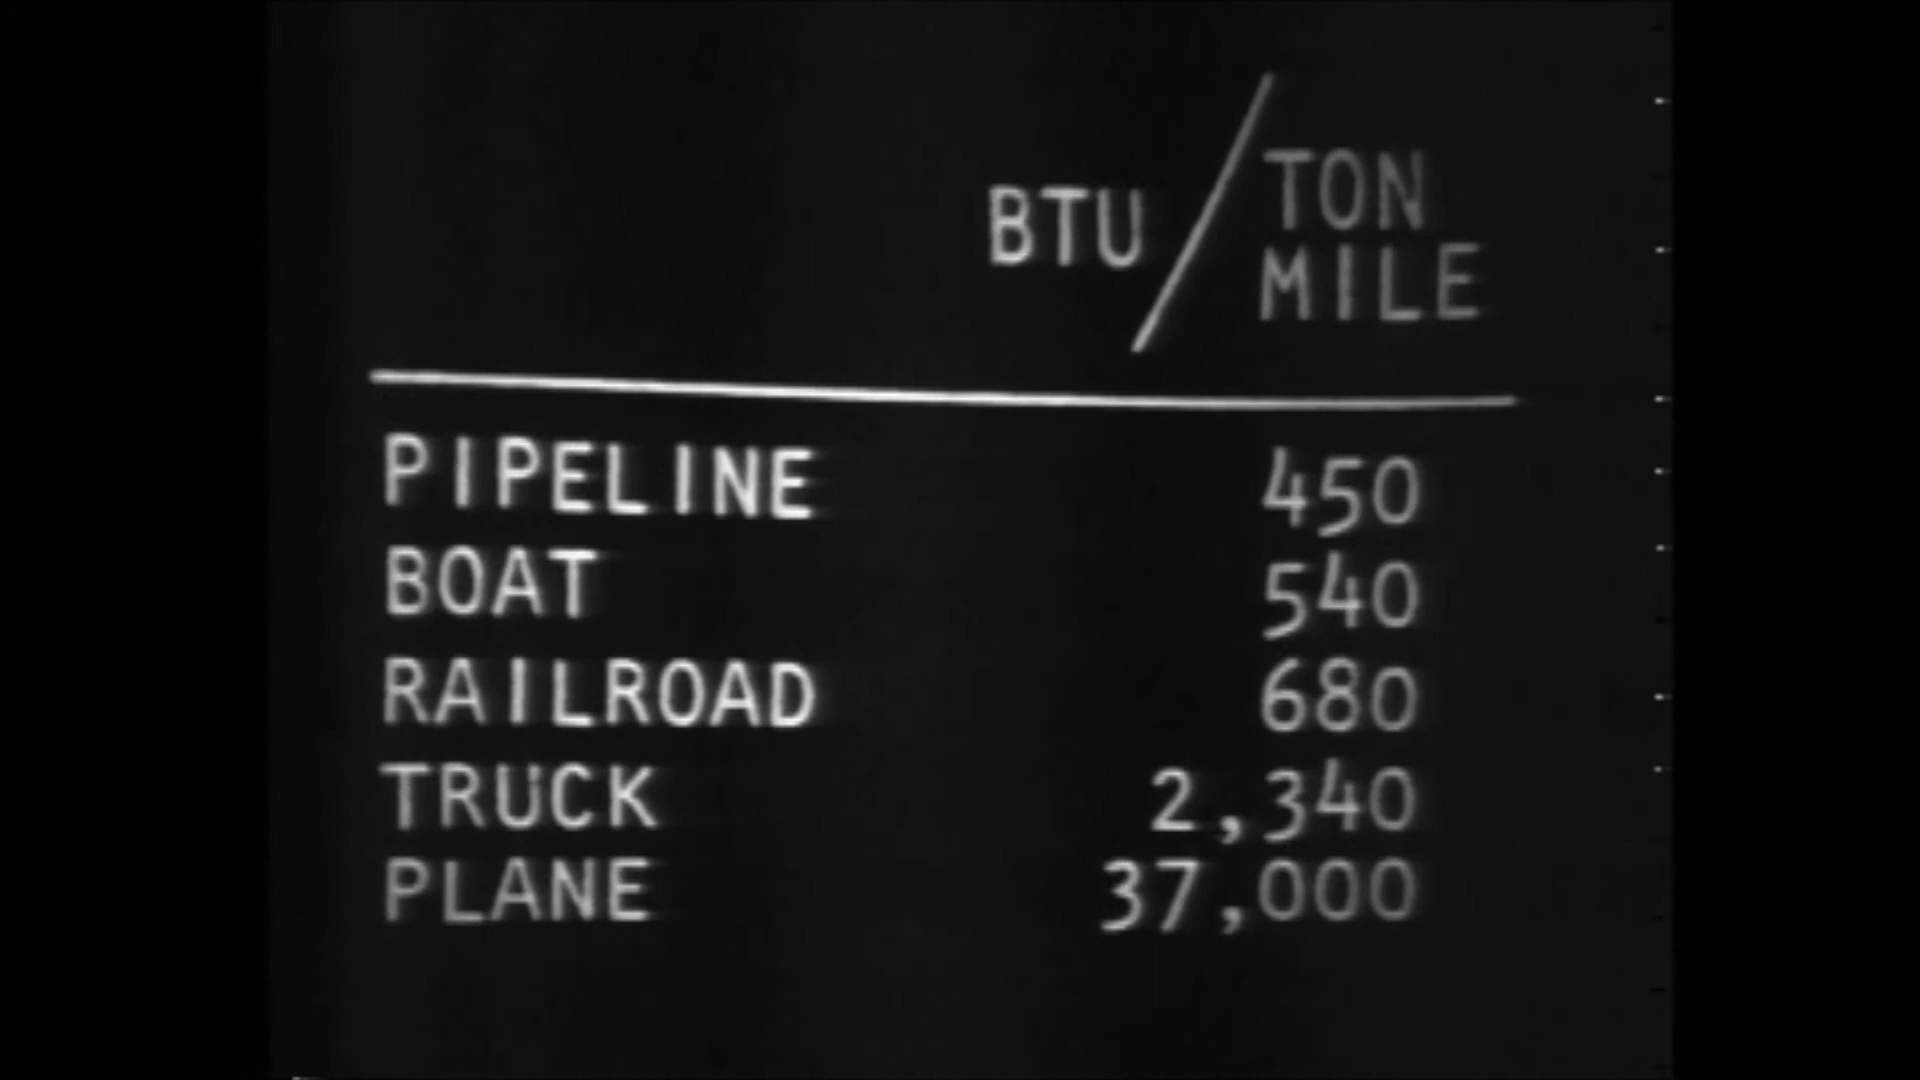 BTU / TON
MILE
PIPELINE 450
BOAT 540
RAILROAD 680
TRUCK 2,340
PLANE 37,000